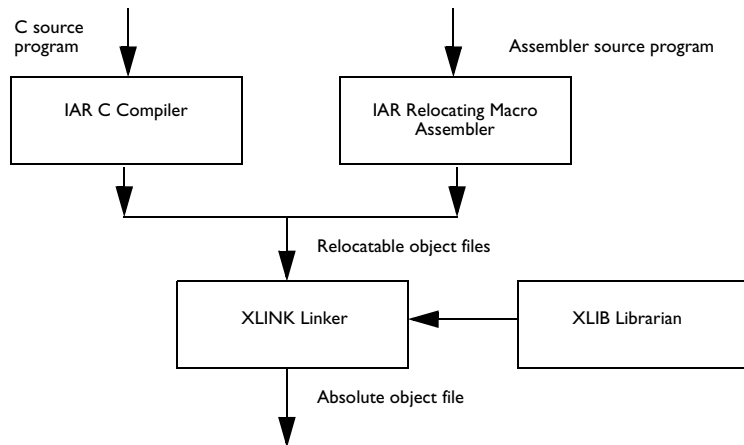 C source
program
Assembler source program
IAR C Compiler
IAR Relocating Macro
Assembler
Relocatable object files
XLINK Linker
XLIB Librarian
Absolute object file